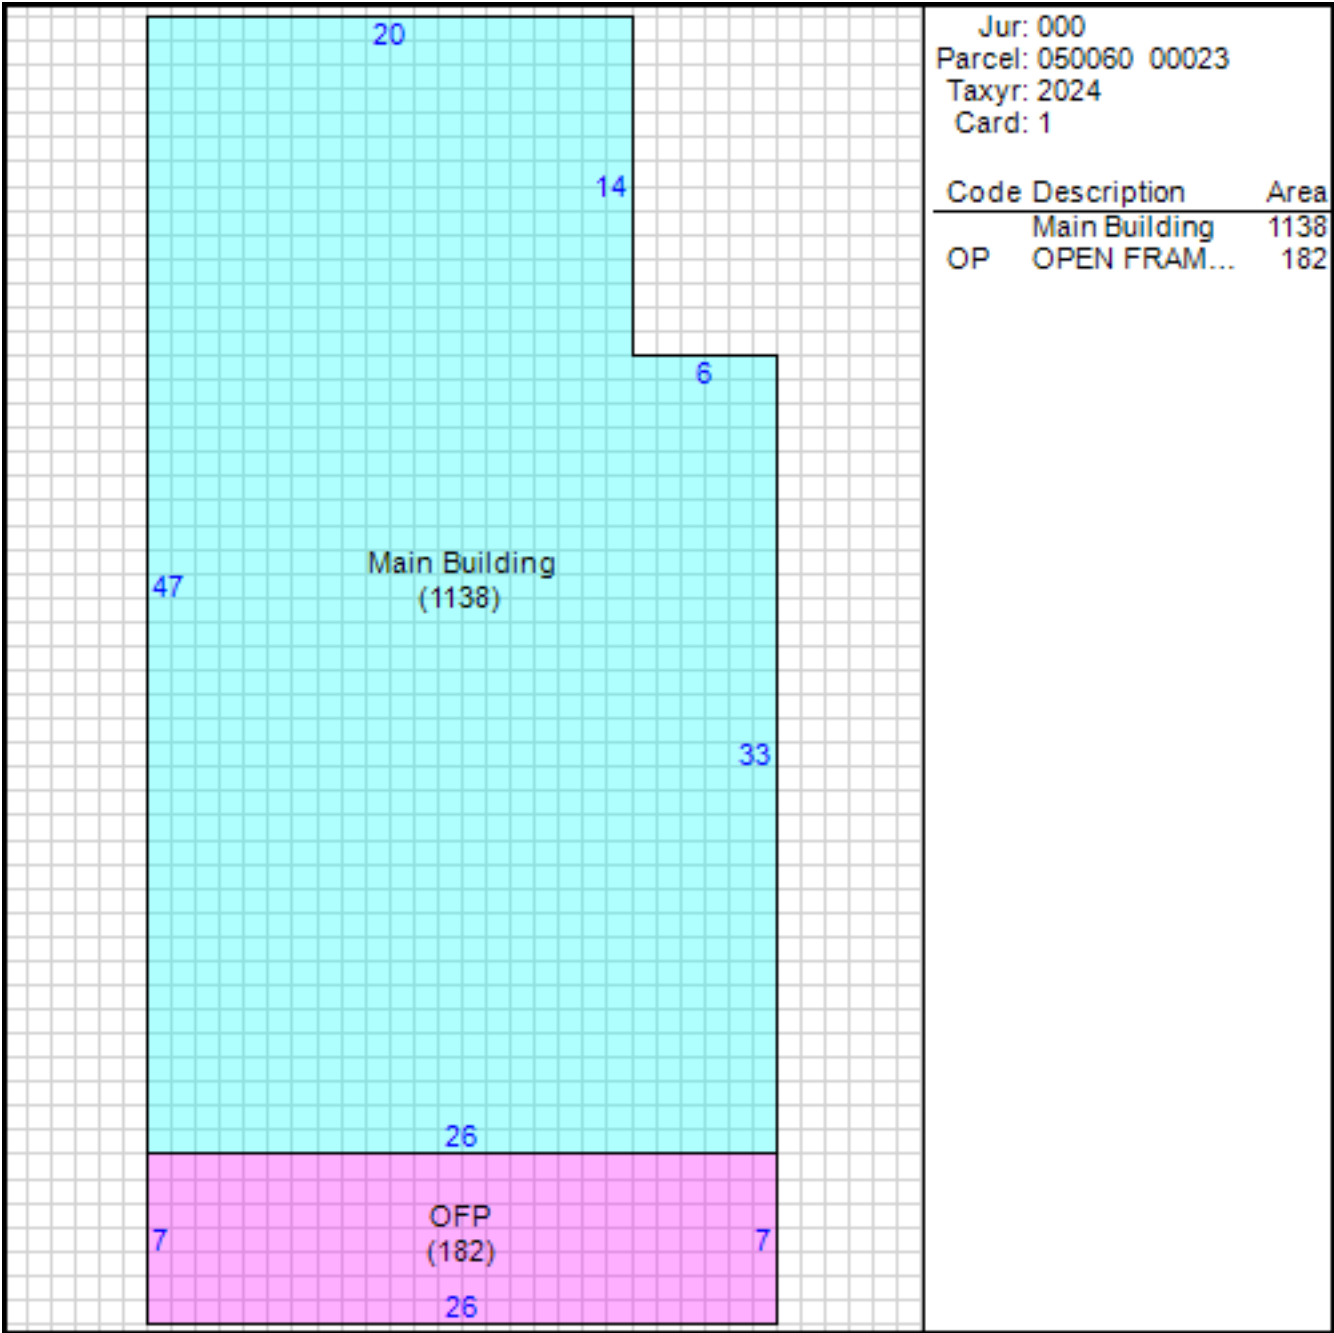 20
14
6
Main Building
(1138)
47
33
26
OFP
(182)
7
7
26
Jur: 000
Parcel: 050060 00023
Taxyr: 2024
Card: 1
Code Description Area
Main Building 1138
OP OPEN FRAM... 182